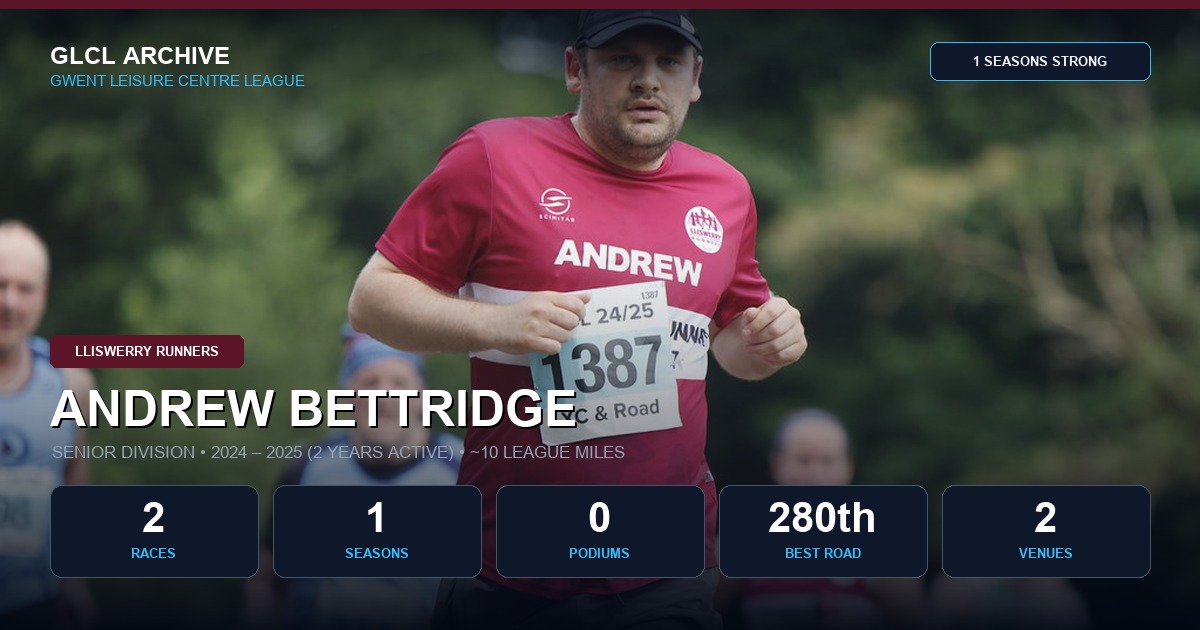 GLCL ARCHIVE
GWENT LEISURE CENTRE LEAGUE
1 SEASONS STRONG
SCIMITAR
LLISWERRY
RUNNERS
ANDREW
1387
24/25
1387
& Road
LLISWERRY RUNNERS
ANDREW BETTRIDGE
SENIOR DIVISION • 2024 – 2025 (2 YEARS ACTIVE) • ~10 LEAGUE MILES
2
RACES
1
SEASONS
0
PODIUMS
280th
BEST ROAD
2
VENUES